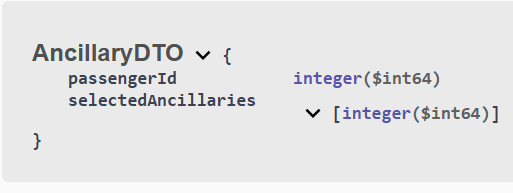 AncillaryDTO {
passengerId integer($int64)
selectedAncillaries
[integer($int64)]
}